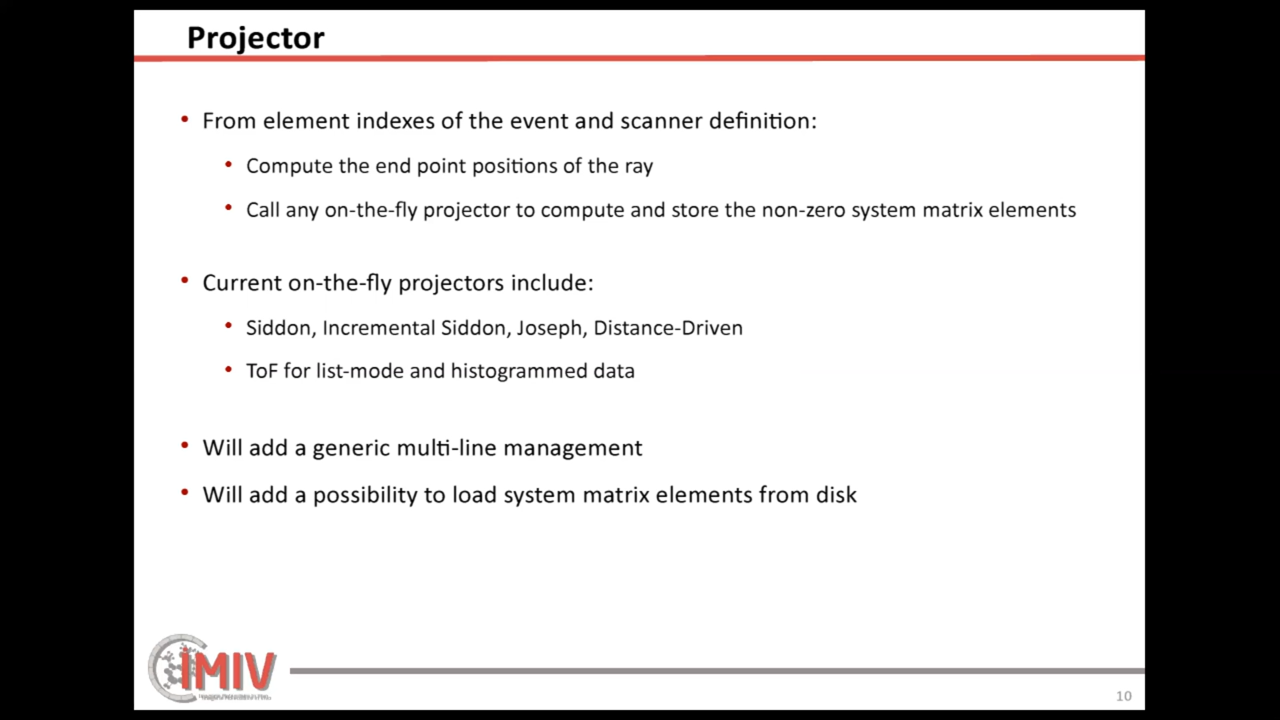 Projector
• From element indexes of the event and scanner definition:
• Compute the end point positions of the ray
• Call any on-the-fly projector to compute and store the non-zero system matrix elements
• Current on-the-fly projectors include:
• Siddon, Incremental Siddon, Joseph, Distance-Driven
• ToF for list-mode and histogrammed data
• Will add a generic multi-line management
• Will add a possibility to load system matrix elements from disk
IMIV
10